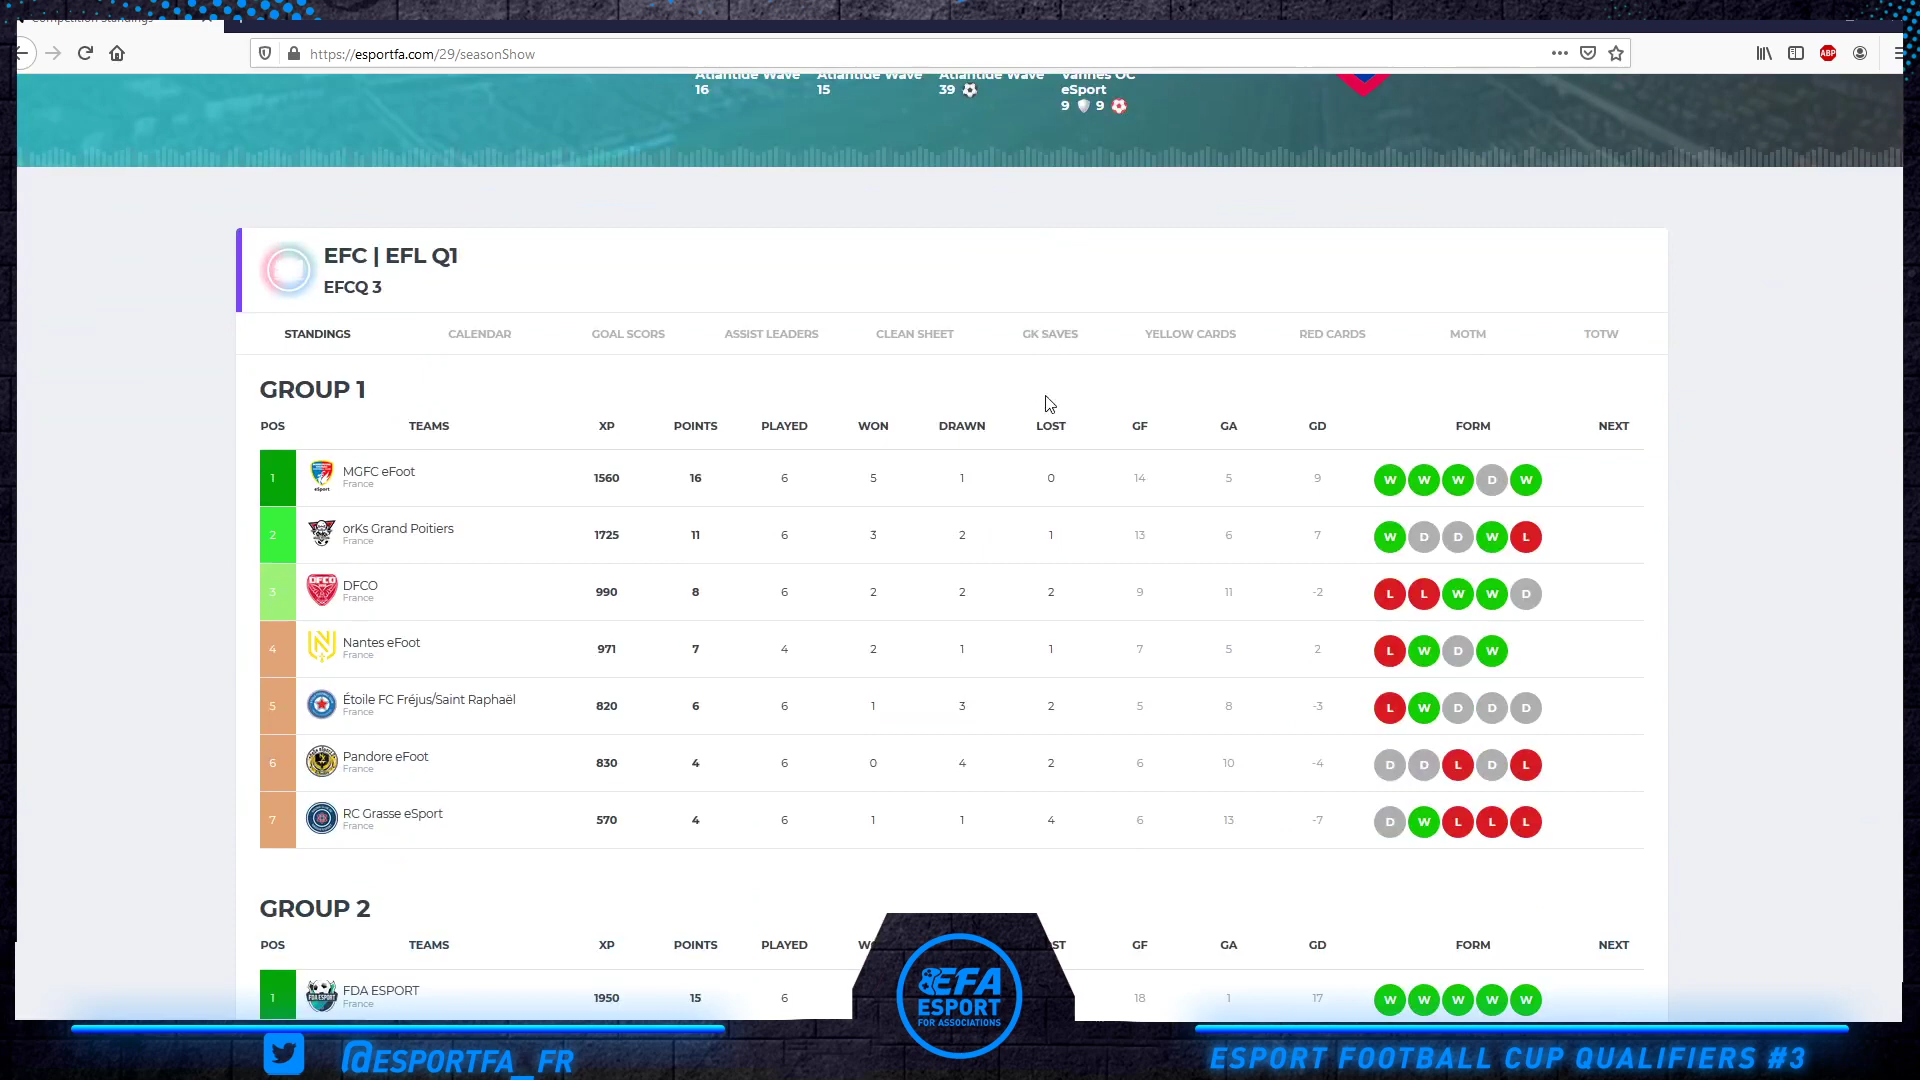 https://esportfa.com/29/seasonShow
ABP
Atlantide Wave Atlantide Wave Atlantide Wave Vannes OC
16 15 39 eSport
9 9
EFC | EFL Q1
EFCQ 3
STANDINGS CALENDAR GOAL SCORS ASSIST LEADERS CLEAN SHEET GK SAVES YELLOW CARDS RED CARDS MOTM TOTW
GROUP 1
POS TEAMS XP POINTS PLAYED WON DRAWN LOST GF GA GD FORM NEXT
1 MGFC eFoot 1560 16 6 5 1 0 14 5 9 W W W D W
France
2 orKs Grand Poitiers 1725 11 6 3 2 1 13 6 7 W D D W L
France
3 DFCO 990 8 6 2 2 2 9 11 -2 L L W W D
France
4 Nantes eFoot 971 7 4 2 1 1 7 5 2 L W D W
France
5 Étoile FC Fréjus/Saint Raphaël 820 6 6 1 3 2 5 8 -3 L W D D D
France
6 Pandore eFoot 830 4 6 0 4 2 6 10 -4 D D L D L
France
7 RC Grasse eSport 570 4 6 1 1 4 6 13 -7 D W L L L
France
GROUP 2
POS TEAMS XP POINTS PLAYED GF GA GD FORM NEXT
1 FDA ESPORT 1950 15 6 18 1 17 W W W W W
France
EFA
ESPORT
FOR ASSOCIATIONS
@ESPORTFA_FR
ESPORT FOOTBALL CUP QUALIFIERS #3